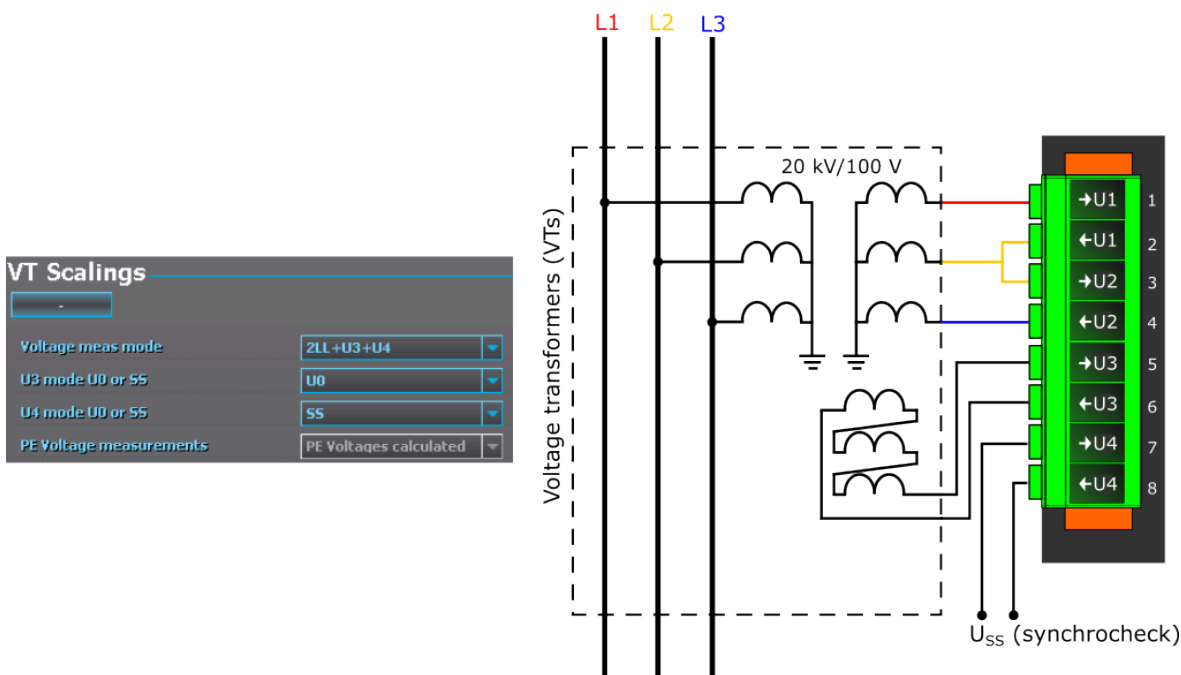 VT Scalings
-
Voltage meas mode 2LL+U3+U4
U3 mode U0 or SS U0
U4 mode U0 or SS SS
PE Voltage measurements PE Voltages calculated
L1 L2 L3
Voltage transformers (VTs)
20 kV/100 V
→U1 1
←U1 2
→U2 3
←U2 4
→U3 5
←U3 6
→U4 7
←U4 8
USS (synchrocheck)